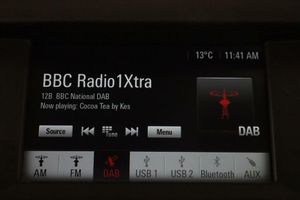 13°C 11:41 AM
BBC Radio1Xtra
12B BBC National DAB
Now playing: Cocoa Tea by Kes
Source Tune Menu
DAB
AM FM DAB USB 1 USB 2 Bluetooth AUX